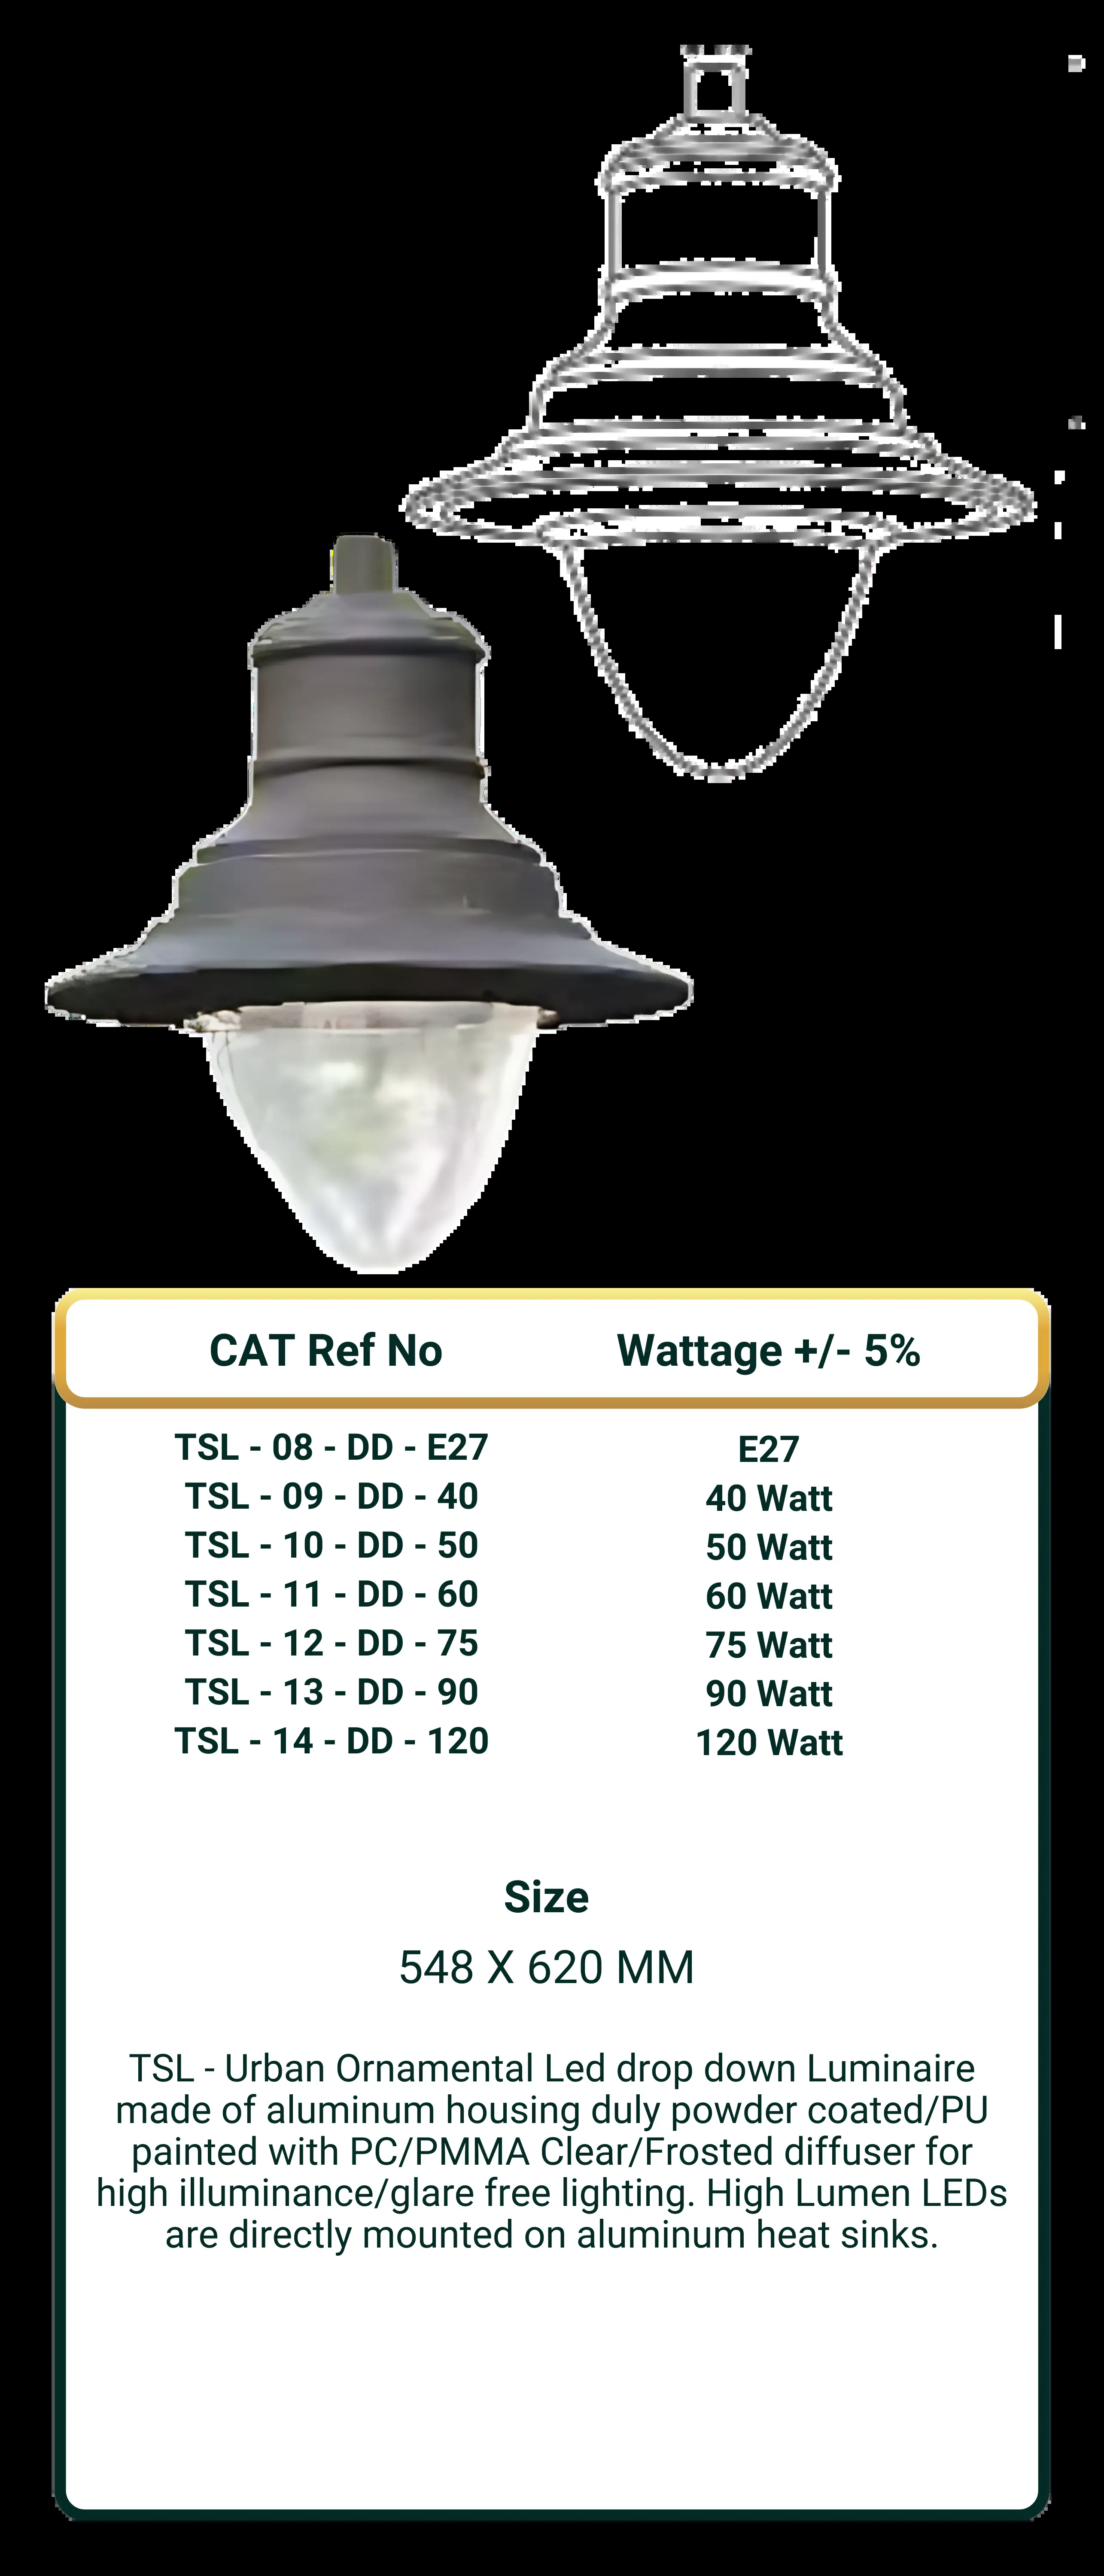 CAT Ref No Wattage +/- 5%
TSL - 08 - DD - E27 E27
TSL - 09 - DD - 40 40 Watt
TSL - 10 - DD - 50 50 Watt
TSL - 11 - DD - 60 60 Watt
TSL - 12 - DD - 75 75 Watt
TSL - 13 - DD - 90 90 Watt
TSL - 14 - DD - 120 120 Watt
Size
548 X 620 MM
TSL - Urban Ornamental Led drop down Luminaire
made of aluminum housing duly powder coated/PU
painted with PC/PMMA Clear/Frosted diffuser for
high illuminance/glare free lighting. High Lumen LEDs
are directly mounted on aluminum heat sinks.